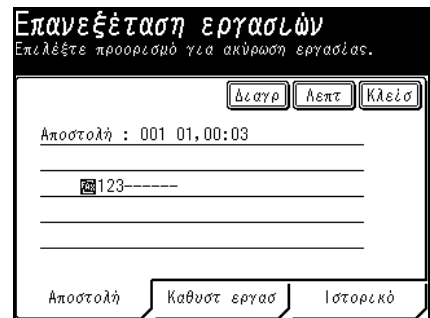 Επανεξέταση εργασιών
Επιλέξτε προορισμό για ακύρωση εργασίας.
Διαγρ Λεπτ Κλείσ
Αποστολή : 001 01,00:03
FAX 123------
Αποστολή Καθυστ εργασ Ιστορικό